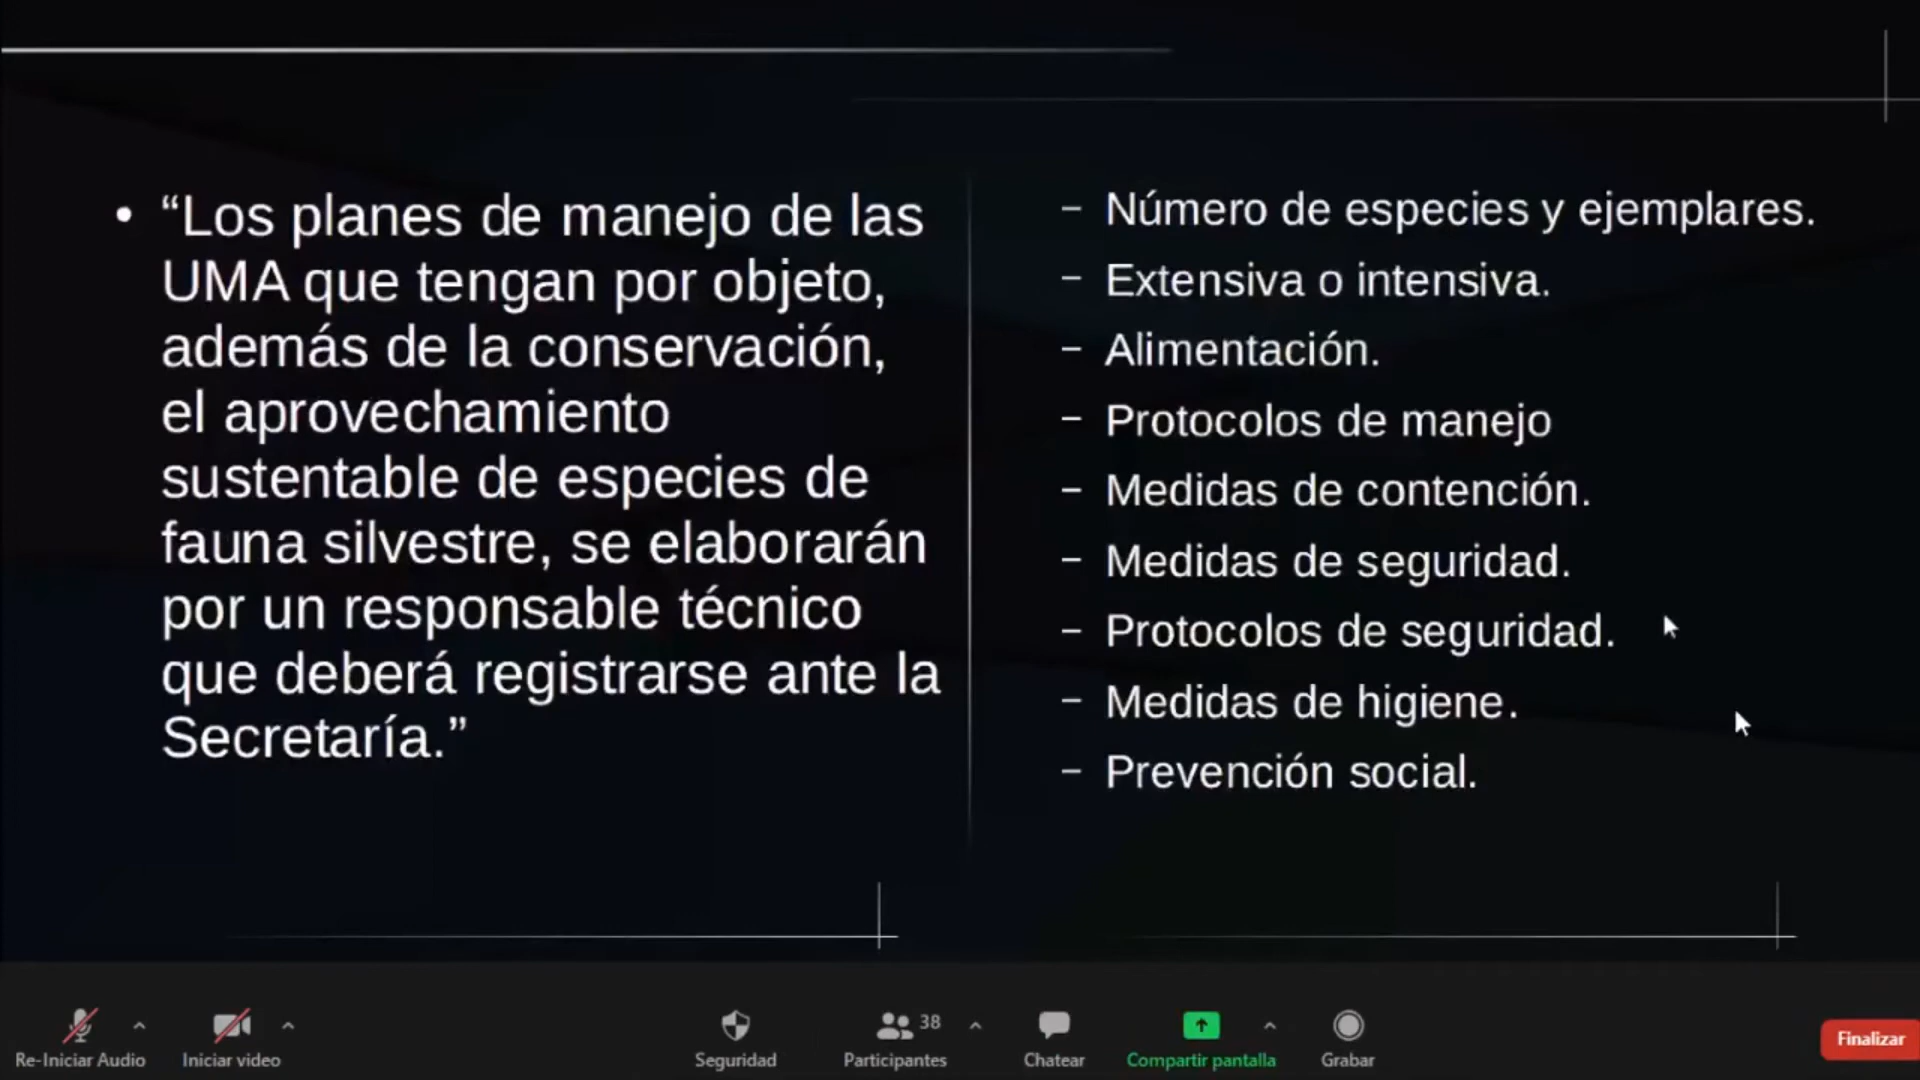 • “Los planes de manejo de las
UMA que tengan por objeto,
además de la conservación,
el aprovechamiento
sustentable de especies de
fauna silvestre, se elaborarán
por un responsable técnico
que deberá registrarse ante la
Secretaría.”
– Número de especies y ejemplares.
– Extensiva o intensiva.
– Alimentación.
– Protocolos de manejo
– Medidas de contención.
– Medidas de seguridad.
– Protocolos de seguridad.
– Medidas de higiene.
– Prevención social.
Re-Iniciar Audio
Iniciar video
Seguridad
38
Participantes
Chatear
Compartir pantalla
Grabar
Finalizar